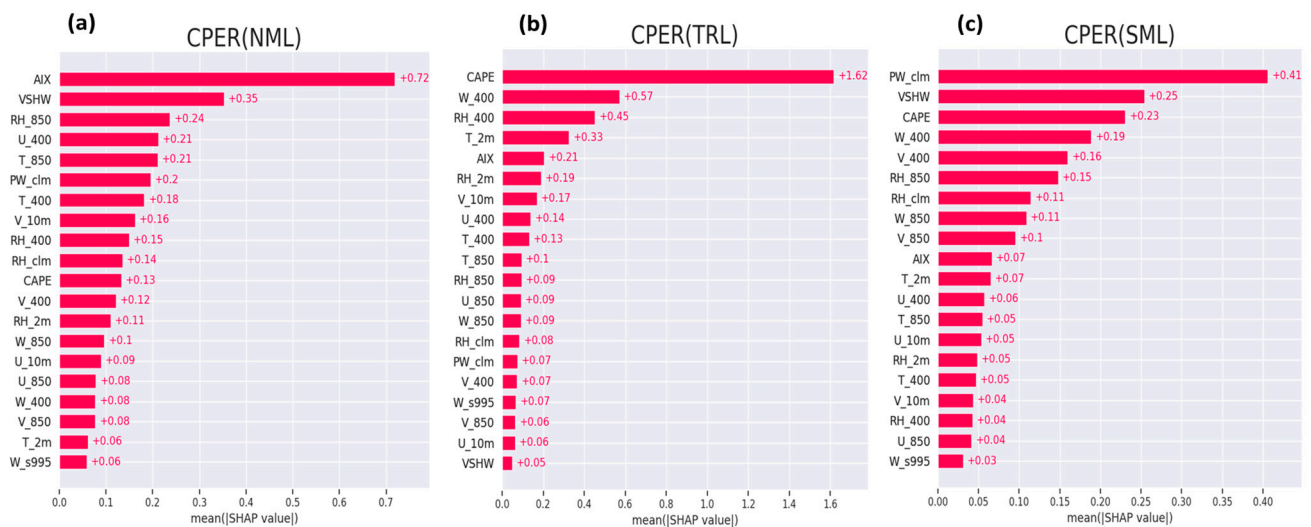 (a)
CPER(NML)
AIX +0.72
VSHW +0.35
RH_850 +0.24
U_400 +0.21
T_850 +0.21
PW_clm +0.2
T_400 +0.18
V_10m +0.16
RH_400 +0.15
RH_clm +0.14
CAPE +0.13
V_400 +0.12
RH_2m +0.11
W_850 +0.1
U_10m +0.09
U_850 +0.08
W_400 +0.08
V_850 +0.08
T_2m +0.06
W_s995 +0.06
0.0 0.1 0.2 0.3 0.4 0.5 0.6 0.7
mean(|SHAP value|)
(b)
CPER(TRL)
CAPE +1.62
W_400 +0.57
RH_400 +0.45
T_2m +0.33
AIX +0.21
RH_2m +0.19
V_10m +0.17
U_400 +0.14
T_400 +0.13
T_850 +0.1
RH_850 +0.09
U_850 +0.09
W_850 +0.09
RH_clm +0.08
PW_clm +0.07
V_400 +0.07
W_s995 +0.07
V_850 +0.06
U_10m +0.06
VSHW +0.05
0.0 0.2 0.4 0.6 0.8 1.0 1.2 1.4 1.6
mean(|SHAP value|)
(c)
CPER(SML)
PW_clm +0.41
VSHW +0.25
CAPE +0.23
W_400 +0.19
V_400 +0.16
RH_850 +0.15
RH_clm +0.11
W_850 +0.11
V_850 +0.1
AIX +0.07
T_2m +0.07
U_400 +0.06
T_850 +0.05
U_10m +0.05
RH_2m +0.05
T_400 +0.05
V_10m +0.04
RH_400 +0.04
U_850 +0.04
W_s995 +0.03
0.00 0.05 0.10 0.15 0.20 0.25 0.30 0.35 0.40
mean(|SHAP value|)